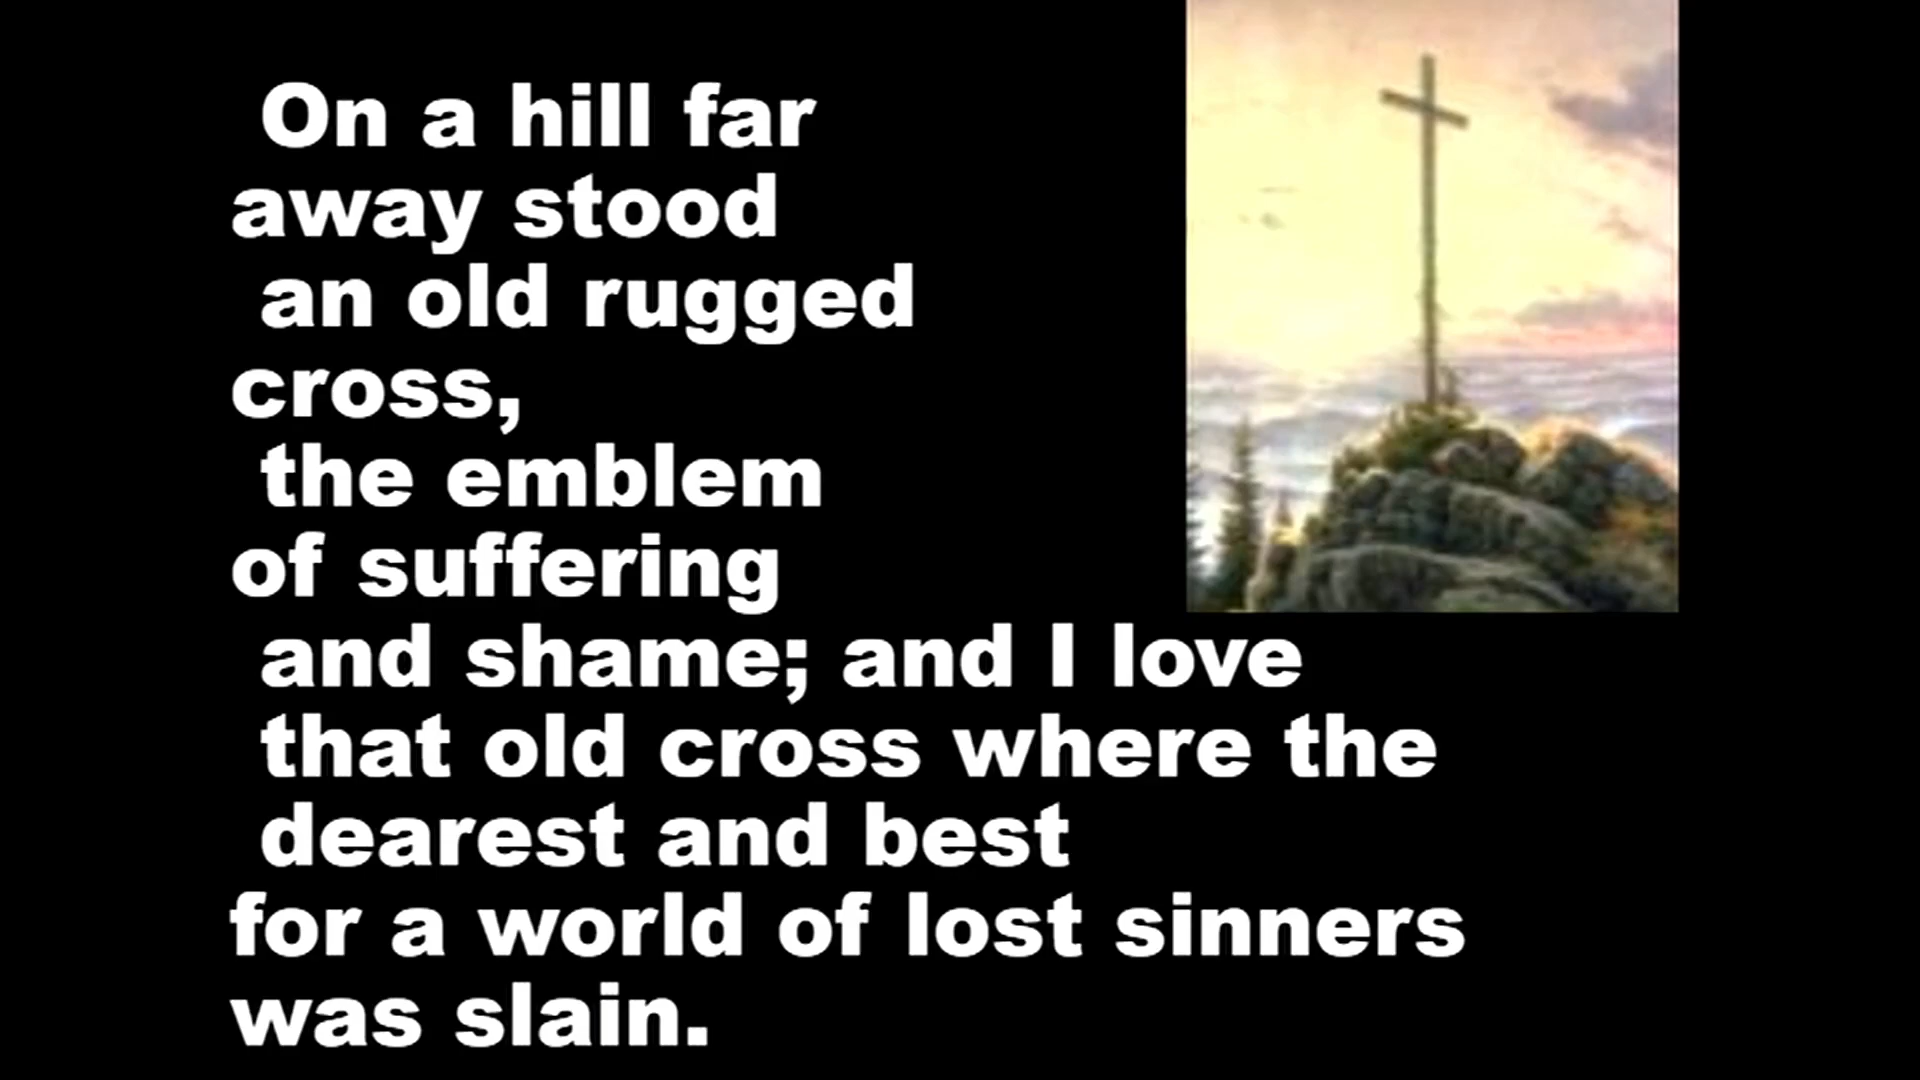 On a hill far
away stood
an old rugged
cross,
the emblem
of suffering
and shame; and I love
that old cross where the
dearest and best
for a world of lost sinners
was slain.